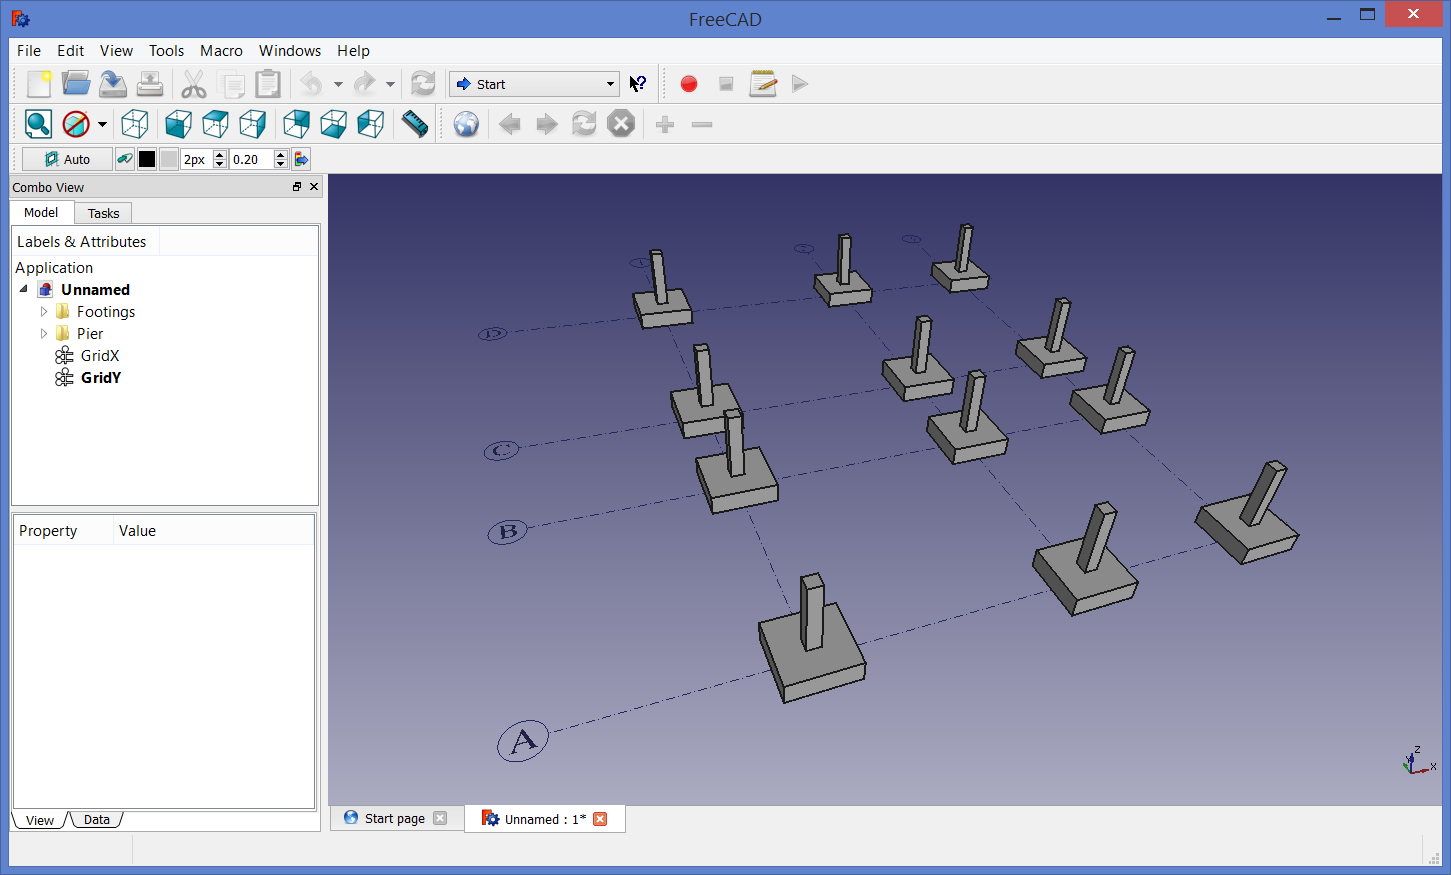 FreeCAD
File Edit View Tools Macro Windows Help
Start
Auto 2px 0.20
Combo View
Model Tasks
Labels & Attributes
Application
Unnamed
Footings
Pier
GridX
GridY
Property Value
View Data
D
C
B
A
Z
X
Start page Unnamed : 1*